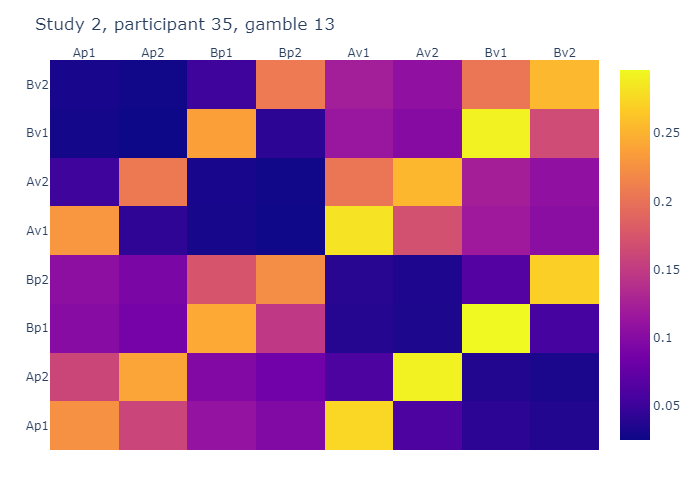 Study 2, participant 35, gamble 13
Ap1 Ap2 Bp1 Bp2 Av1 Av2 Bv1 Bv2
Bv2
Bv1
0.25
Av2
0.2
Av1
Bp2
0.15
Bp1
0.1
Ap2
0.05
Ap1